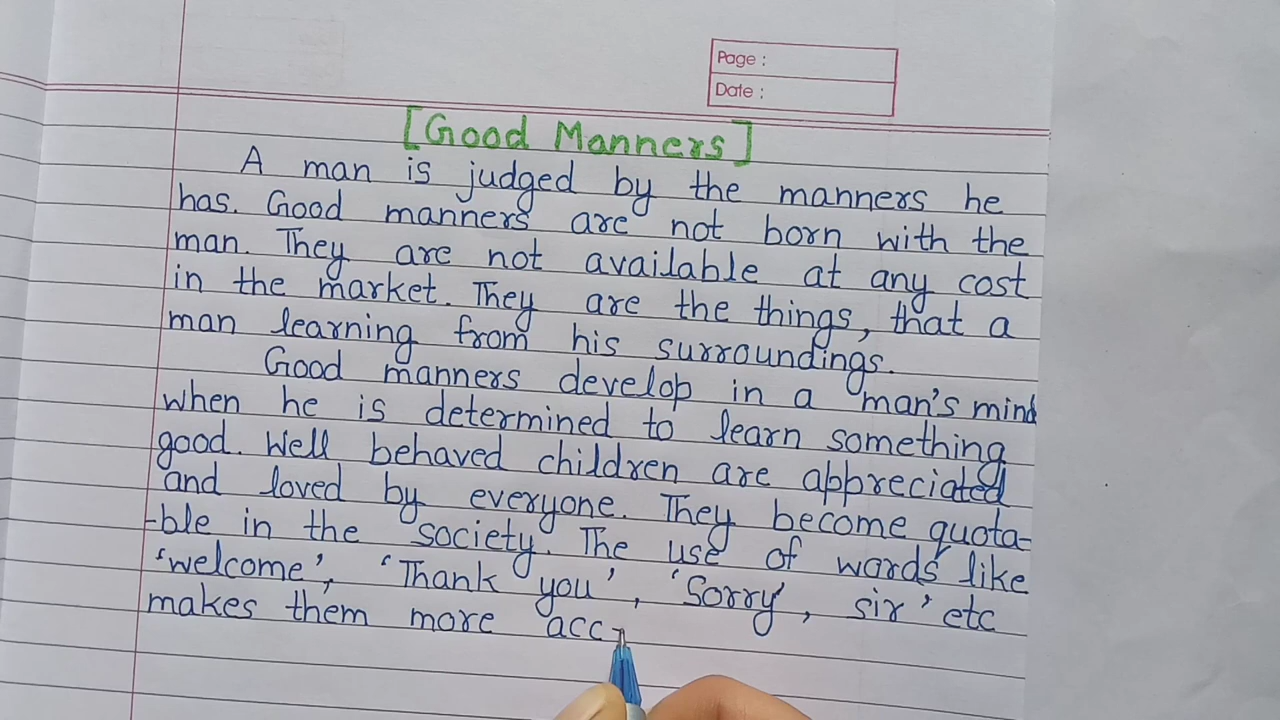 Page :
Date :
[Good Manners]
A man is judged by the manners he
has. Good manners are not born with the
man. They are not available at any cost
in the market. They are the things, that a
man learning from his surroundings.
Good manners develop in a man's mind
when he is determined to learn something
good. Well behaved children are appreciated
and loved by everyone. They become quota-
-ble in the society. The use of words like
'welcome', 'Thank you', 'Sorry', sir' etc
makes them more acc